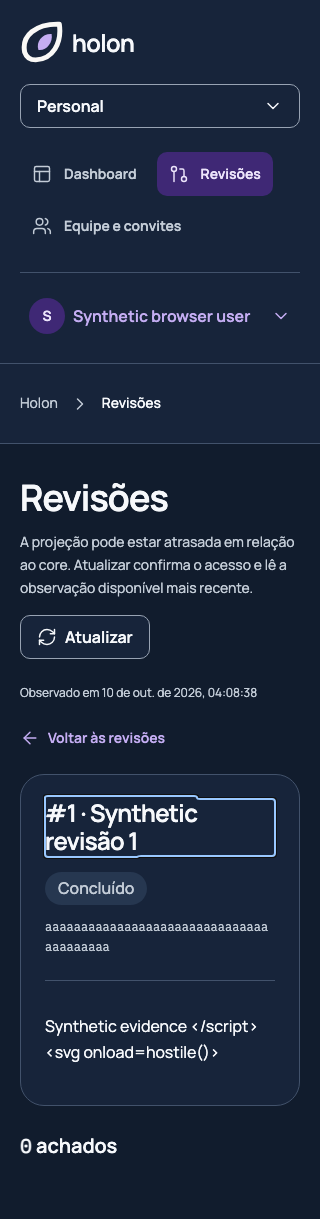 holon
Personal
Dashboard
Revisões
Equipe e convites
S
Synthetic browser user
Holon
Revisões
Revisões
A projeção pode estar atrasada em relação
ao core. Atualizar confirma o acesso e lê a
observação disponível mais recente.
Atualizar
Observado em 10 de out. de 2026, 04:08:38
Voltar às revisões
#1 · Synthetic
revisão 1
Concluído
aaaaaaaaaaaaaaaaaaaaaaaaaaaaaaa
aaaaaaaaa
Synthetic evidence </script>
<svg onload=hostile()>
0 achados